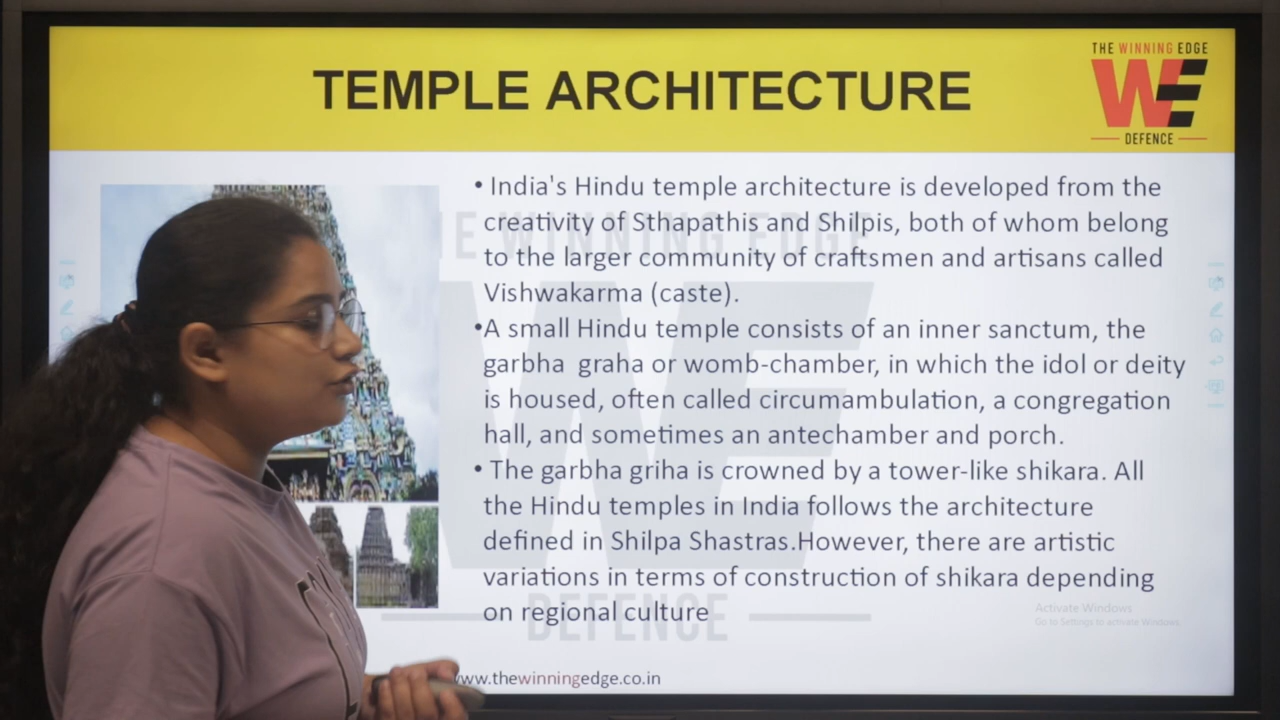 TEMPLE ARCHITECTURE
THE WINNING EDGE
WE
DEFENCE
• India's Hindu temple architecture is developed from the
creativity of Sthapathis and Shilpis, both of whom belong
to the larger community of craftsmen and artisans called
Vishwakarma (caste).
•A small Hindu temple consists of an inner sanctum, the
garbha graha or womb-chamber, in which the idol or deity
is housed, often called circumambulation, a congregation
hall, and sometimes an antechamber and porch.
• The garbha griha is crowned by a tower-like shikara. All
the Hindu temples in India follows the architecture
defined in Shilpa Shastras.However, there are artistic
variations in terms of construction of shikara depending
on regional culture
E WINNING EDGE
WE
DEFENCE
Activate Windows
Go to Settings to activate Windows.
www.thewinningedge.co.in